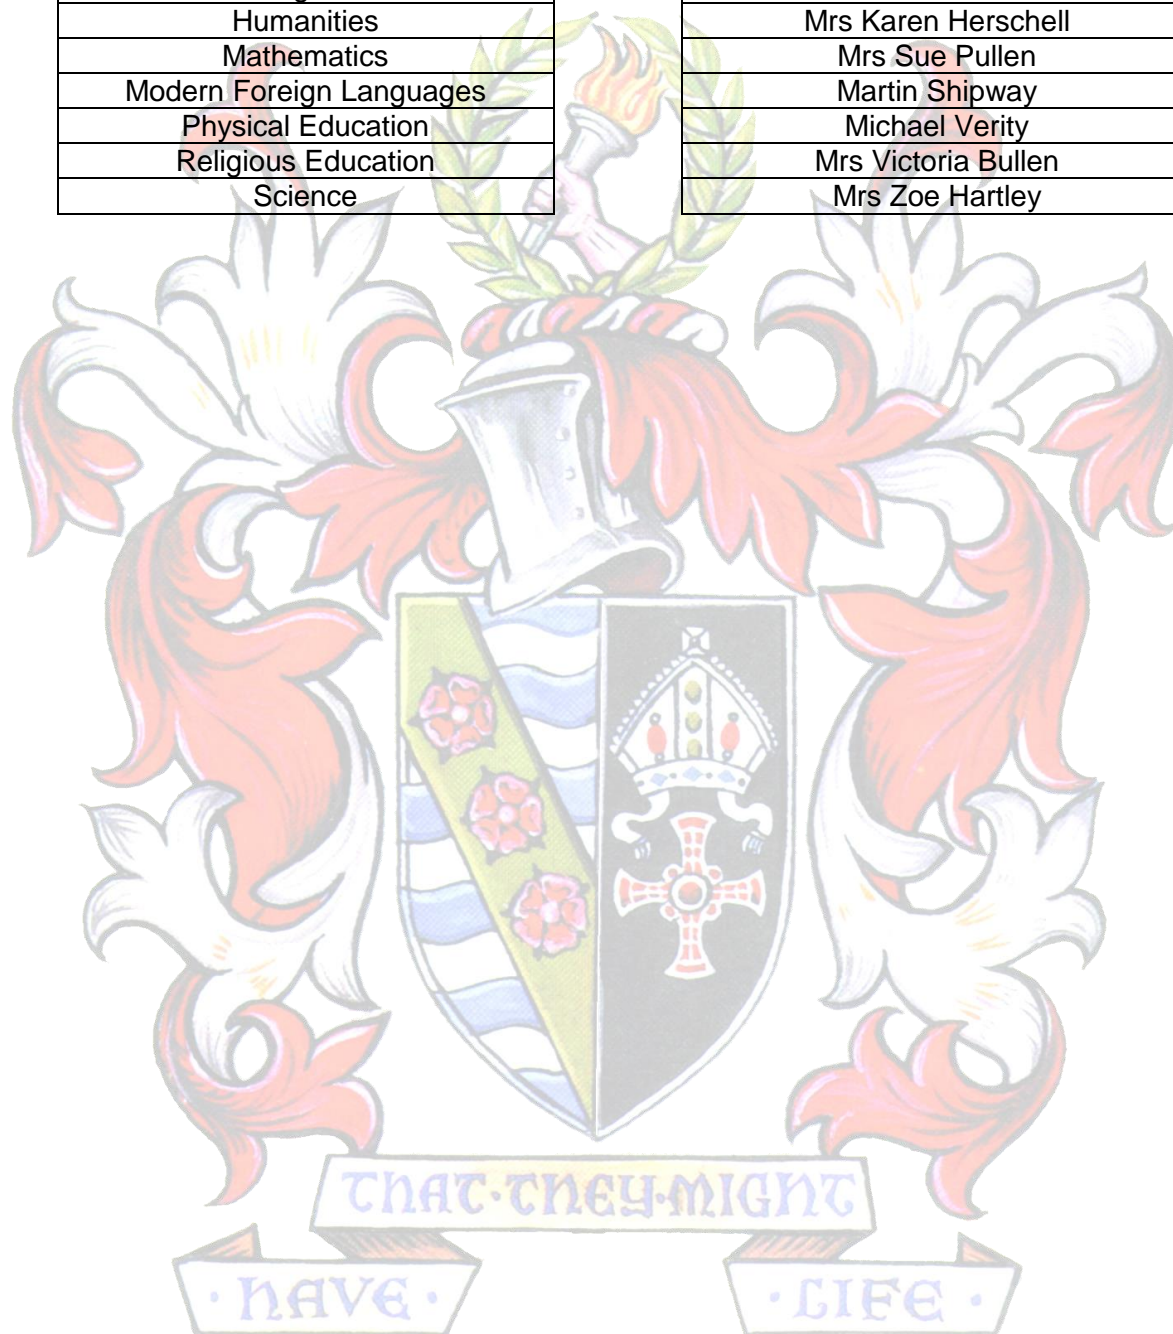 Humanities Mrs Karen Herschell
Mathematics Mrs Sue Pullen
Modern Foreign Languages Martin Shipway
Physical Education Michael Verity
Religious Education Mrs Victoria Bullen
Science Mrs Zoe Hartley
THAT·THEY·MIGHT
·HAVE· ·LIFE·